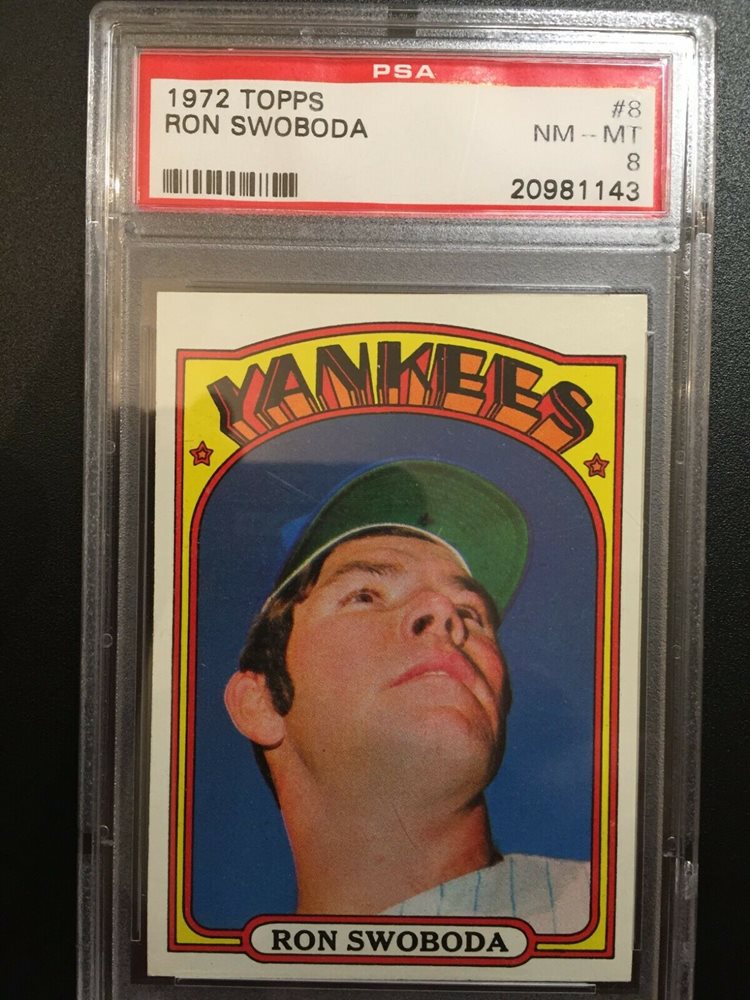 PSA
1972 TOPPS #8
RON SWOBODA NM-MT
8
20981143
YANKEES
RON SWOBODA